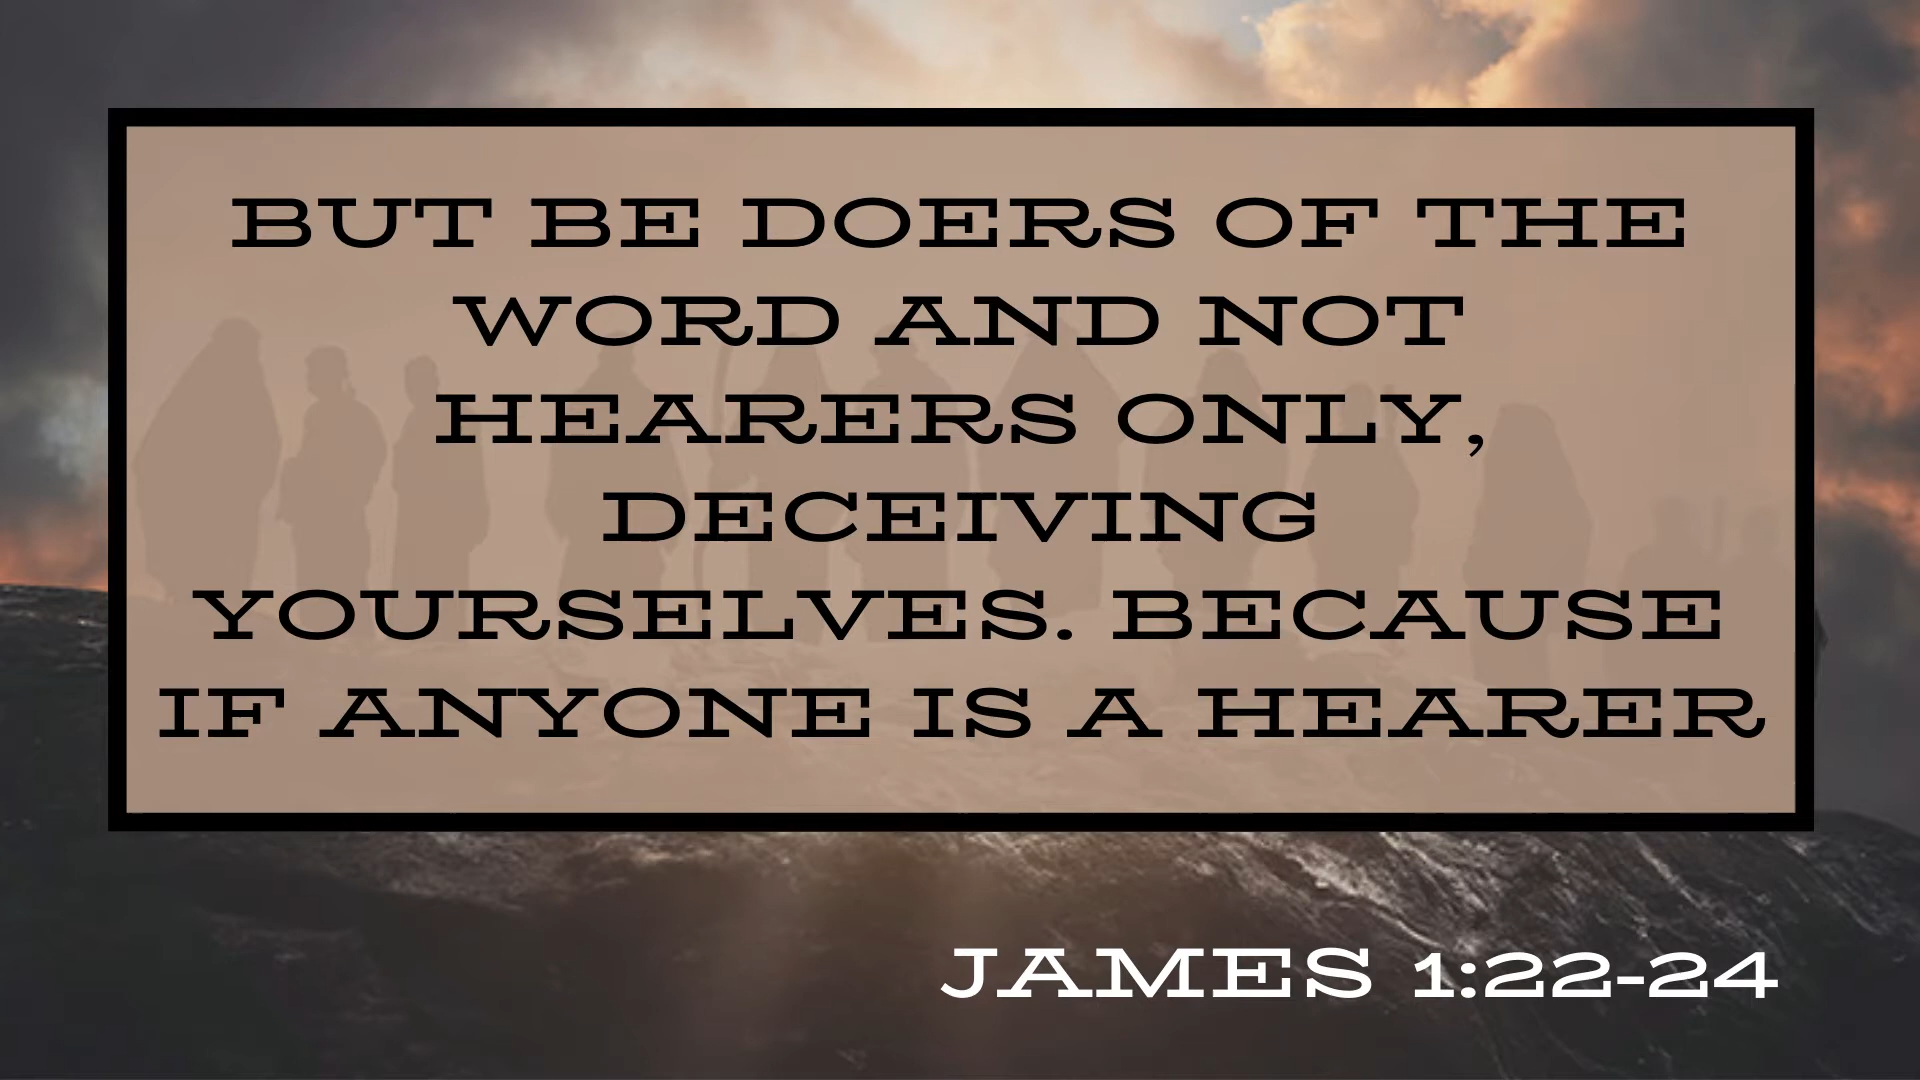 BUT BE DOERS OF THE
WORD AND NOT
HEARERS ONLY,
DECEIVING
YOURSELVES. BECAUSE
IF ANYONE IS A HEARER
JAMES 1:22-24